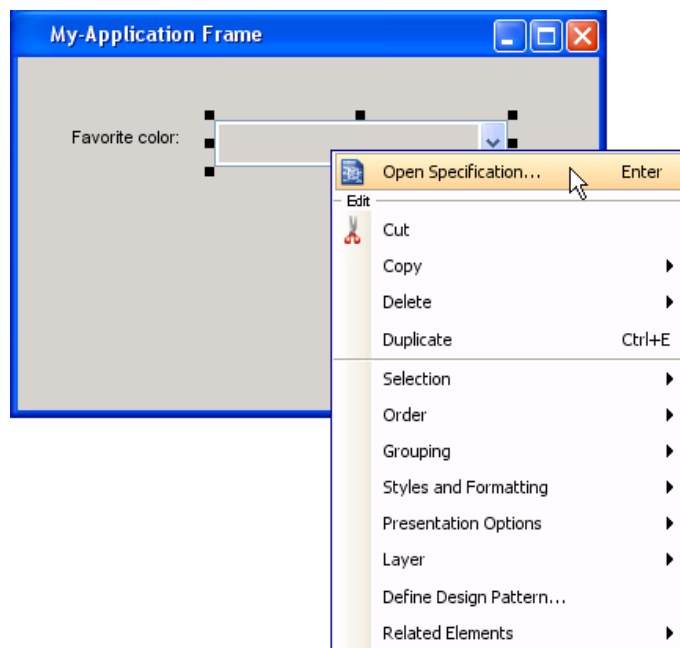 My-Application Frame
Favorite color:
Open Specification... Enter
Edit
Cut
Copy
Delete
Duplicate Ctrl+E
Selection
Order
Grouping
Styles and Formatting
Presentation Options
Layer
Define Design Pattern...
Related Elements